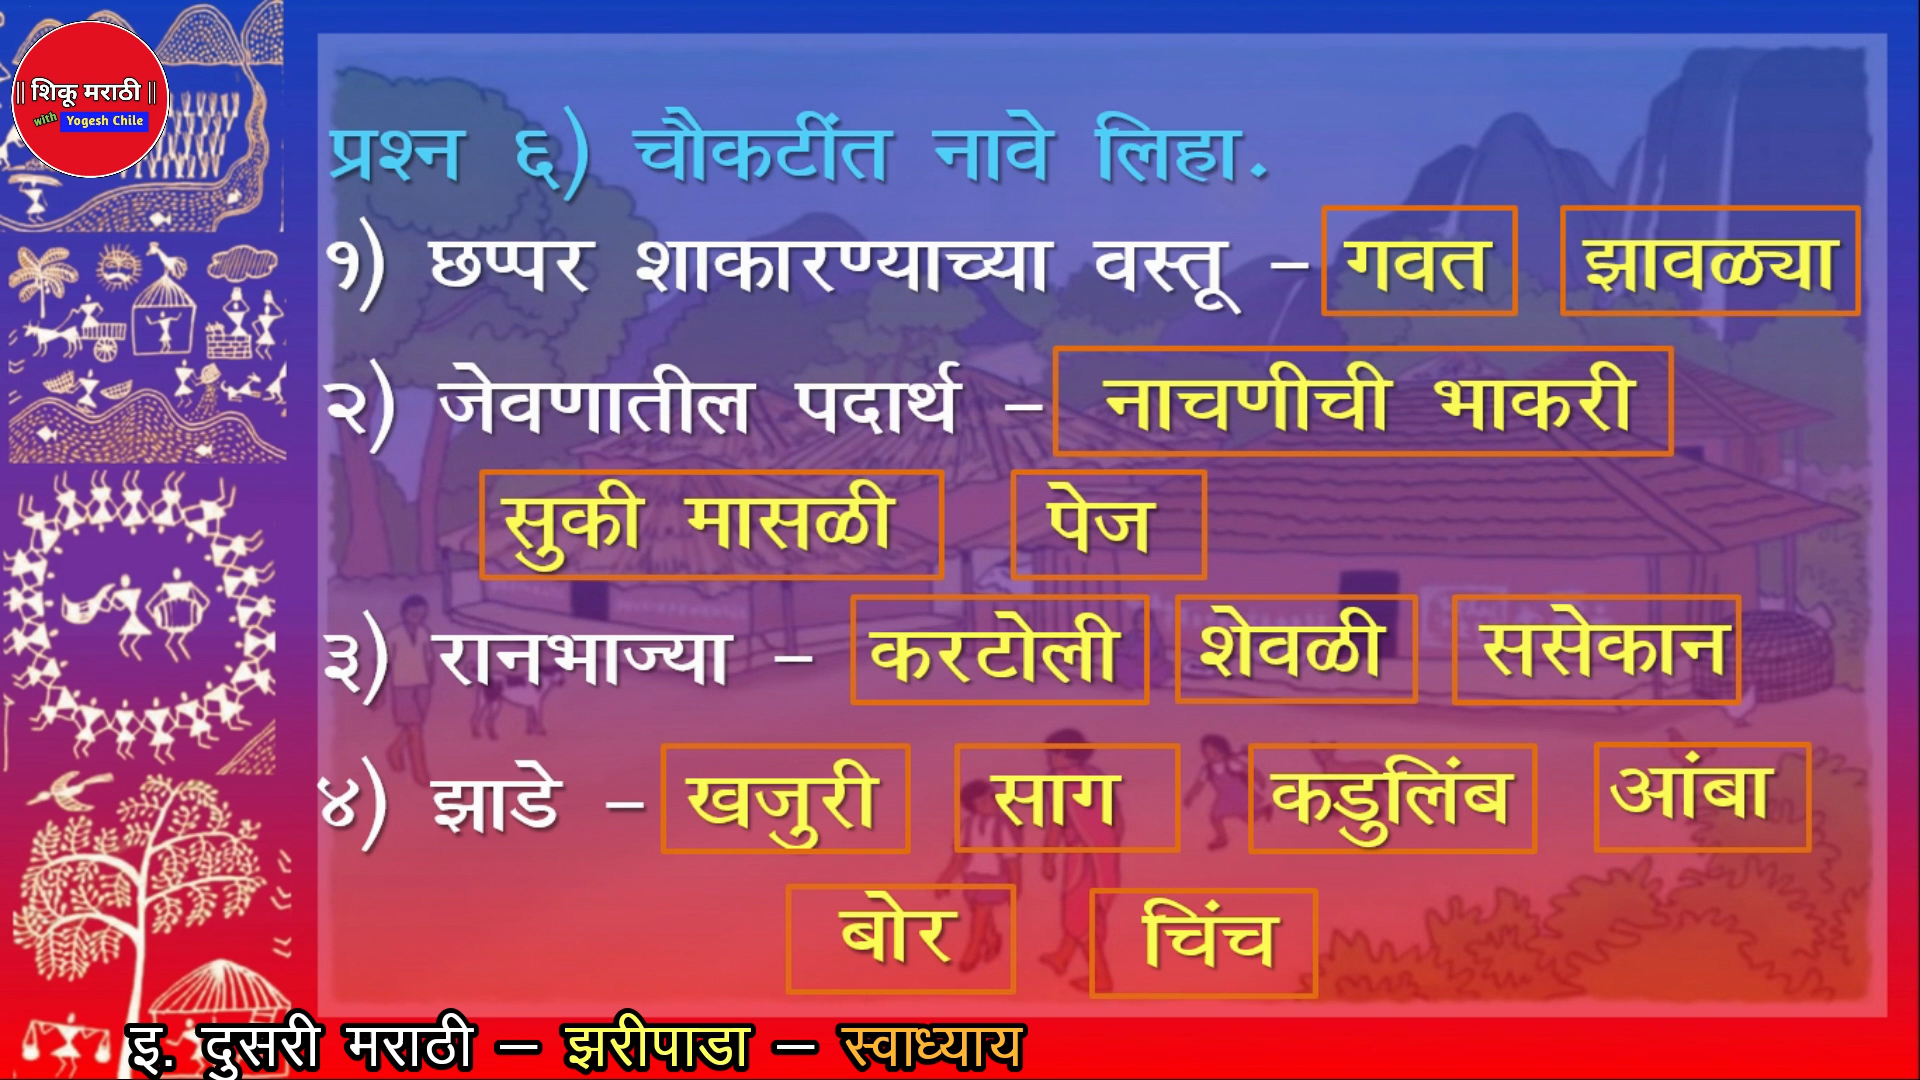 || शिकू मराठी ||
with Yogesh Chile
प्रश्न ६) चौकटींत नावे लिहा.
१) छप्पर शाकारण्याच्या वस्तू – गवत झावळ्या
२) जेवणातील पदार्थ – नाचणीची भाकरी
सुकी मासळी पेज
३) रानभाज्या – करटोली शेवळी ससेकान
४) झाडे – खजुरी साग कडुलिंब आंबा
बोर चिंच
इ. दुसरी मराठी – झरीपाडा – स्वाध्याय